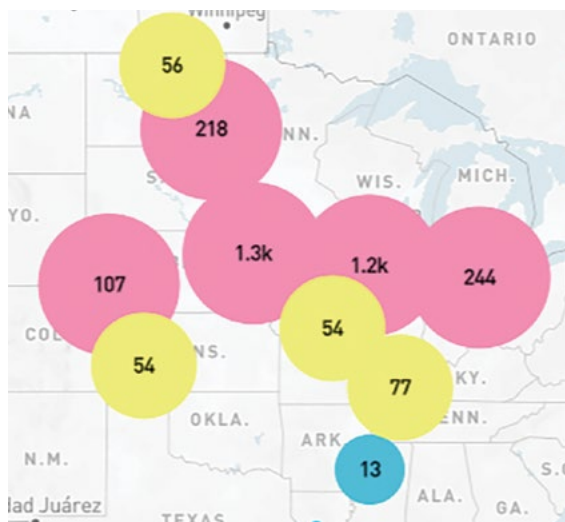 Winnipeg
ONTARIO
56
NA
218
NN.
S.
WIS.
MICH.
YO.
1.3k
1.2k
R.
107
244
COL
54
54
NS.
KY.
77
OKLA.
ENN.
ARK.
N.M.
13
S.C
ALA.
GA.
dad Juárez
TEXAS